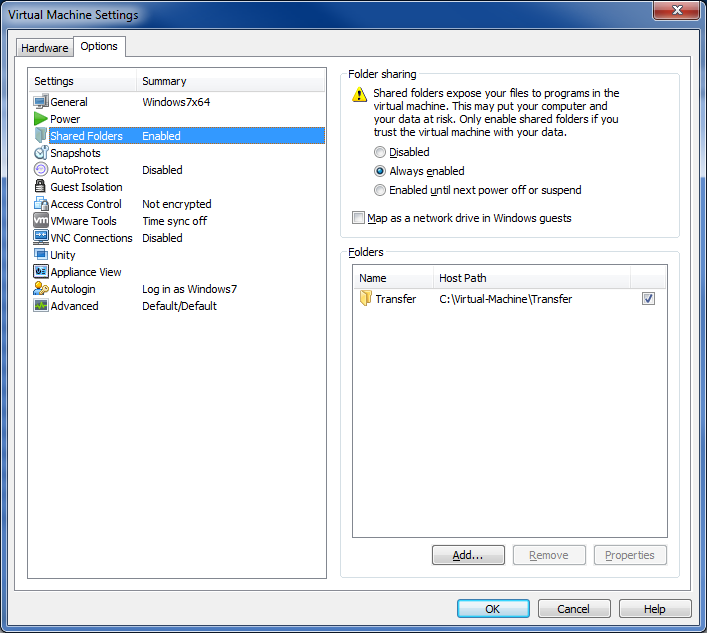 Virtual Machine Settings
Hardware Options
Settings Summary
General Windows7x64
Power
Shared Folders Enabled
Snapshots
AutoProtect Disabled
Guest Isolation
Access Control Not encrypted
vm VMware Tools Time sync off
VNC Connections Disabled
Unity
Appliance View
Autologin Log in as Windows7
Advanced Default/Default
Folder sharing
Shared folders expose your files to programs in the
virtual machine. This may put your computer and
your data at risk. Only enable shared folders if you
trust the virtual machine with your data.
Disabled
Always enabled
Enabled until next power off or suspend
Map as a network drive in Windows guests
Folders
Name Host Path
Transfer C:\Virtual-Machine\Transfer
Add... Remove Properties
OK Cancel Help